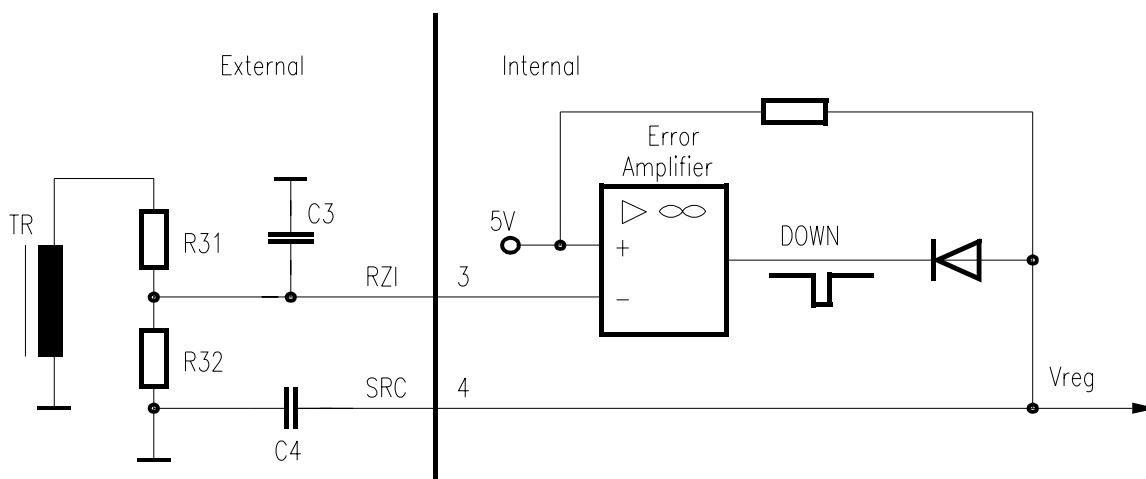 External
Internal
Error
Amplifier
TR
R31
C3
5V
+
DOWN
RZI
3
−
R32
SRC
4
Vreg
C4